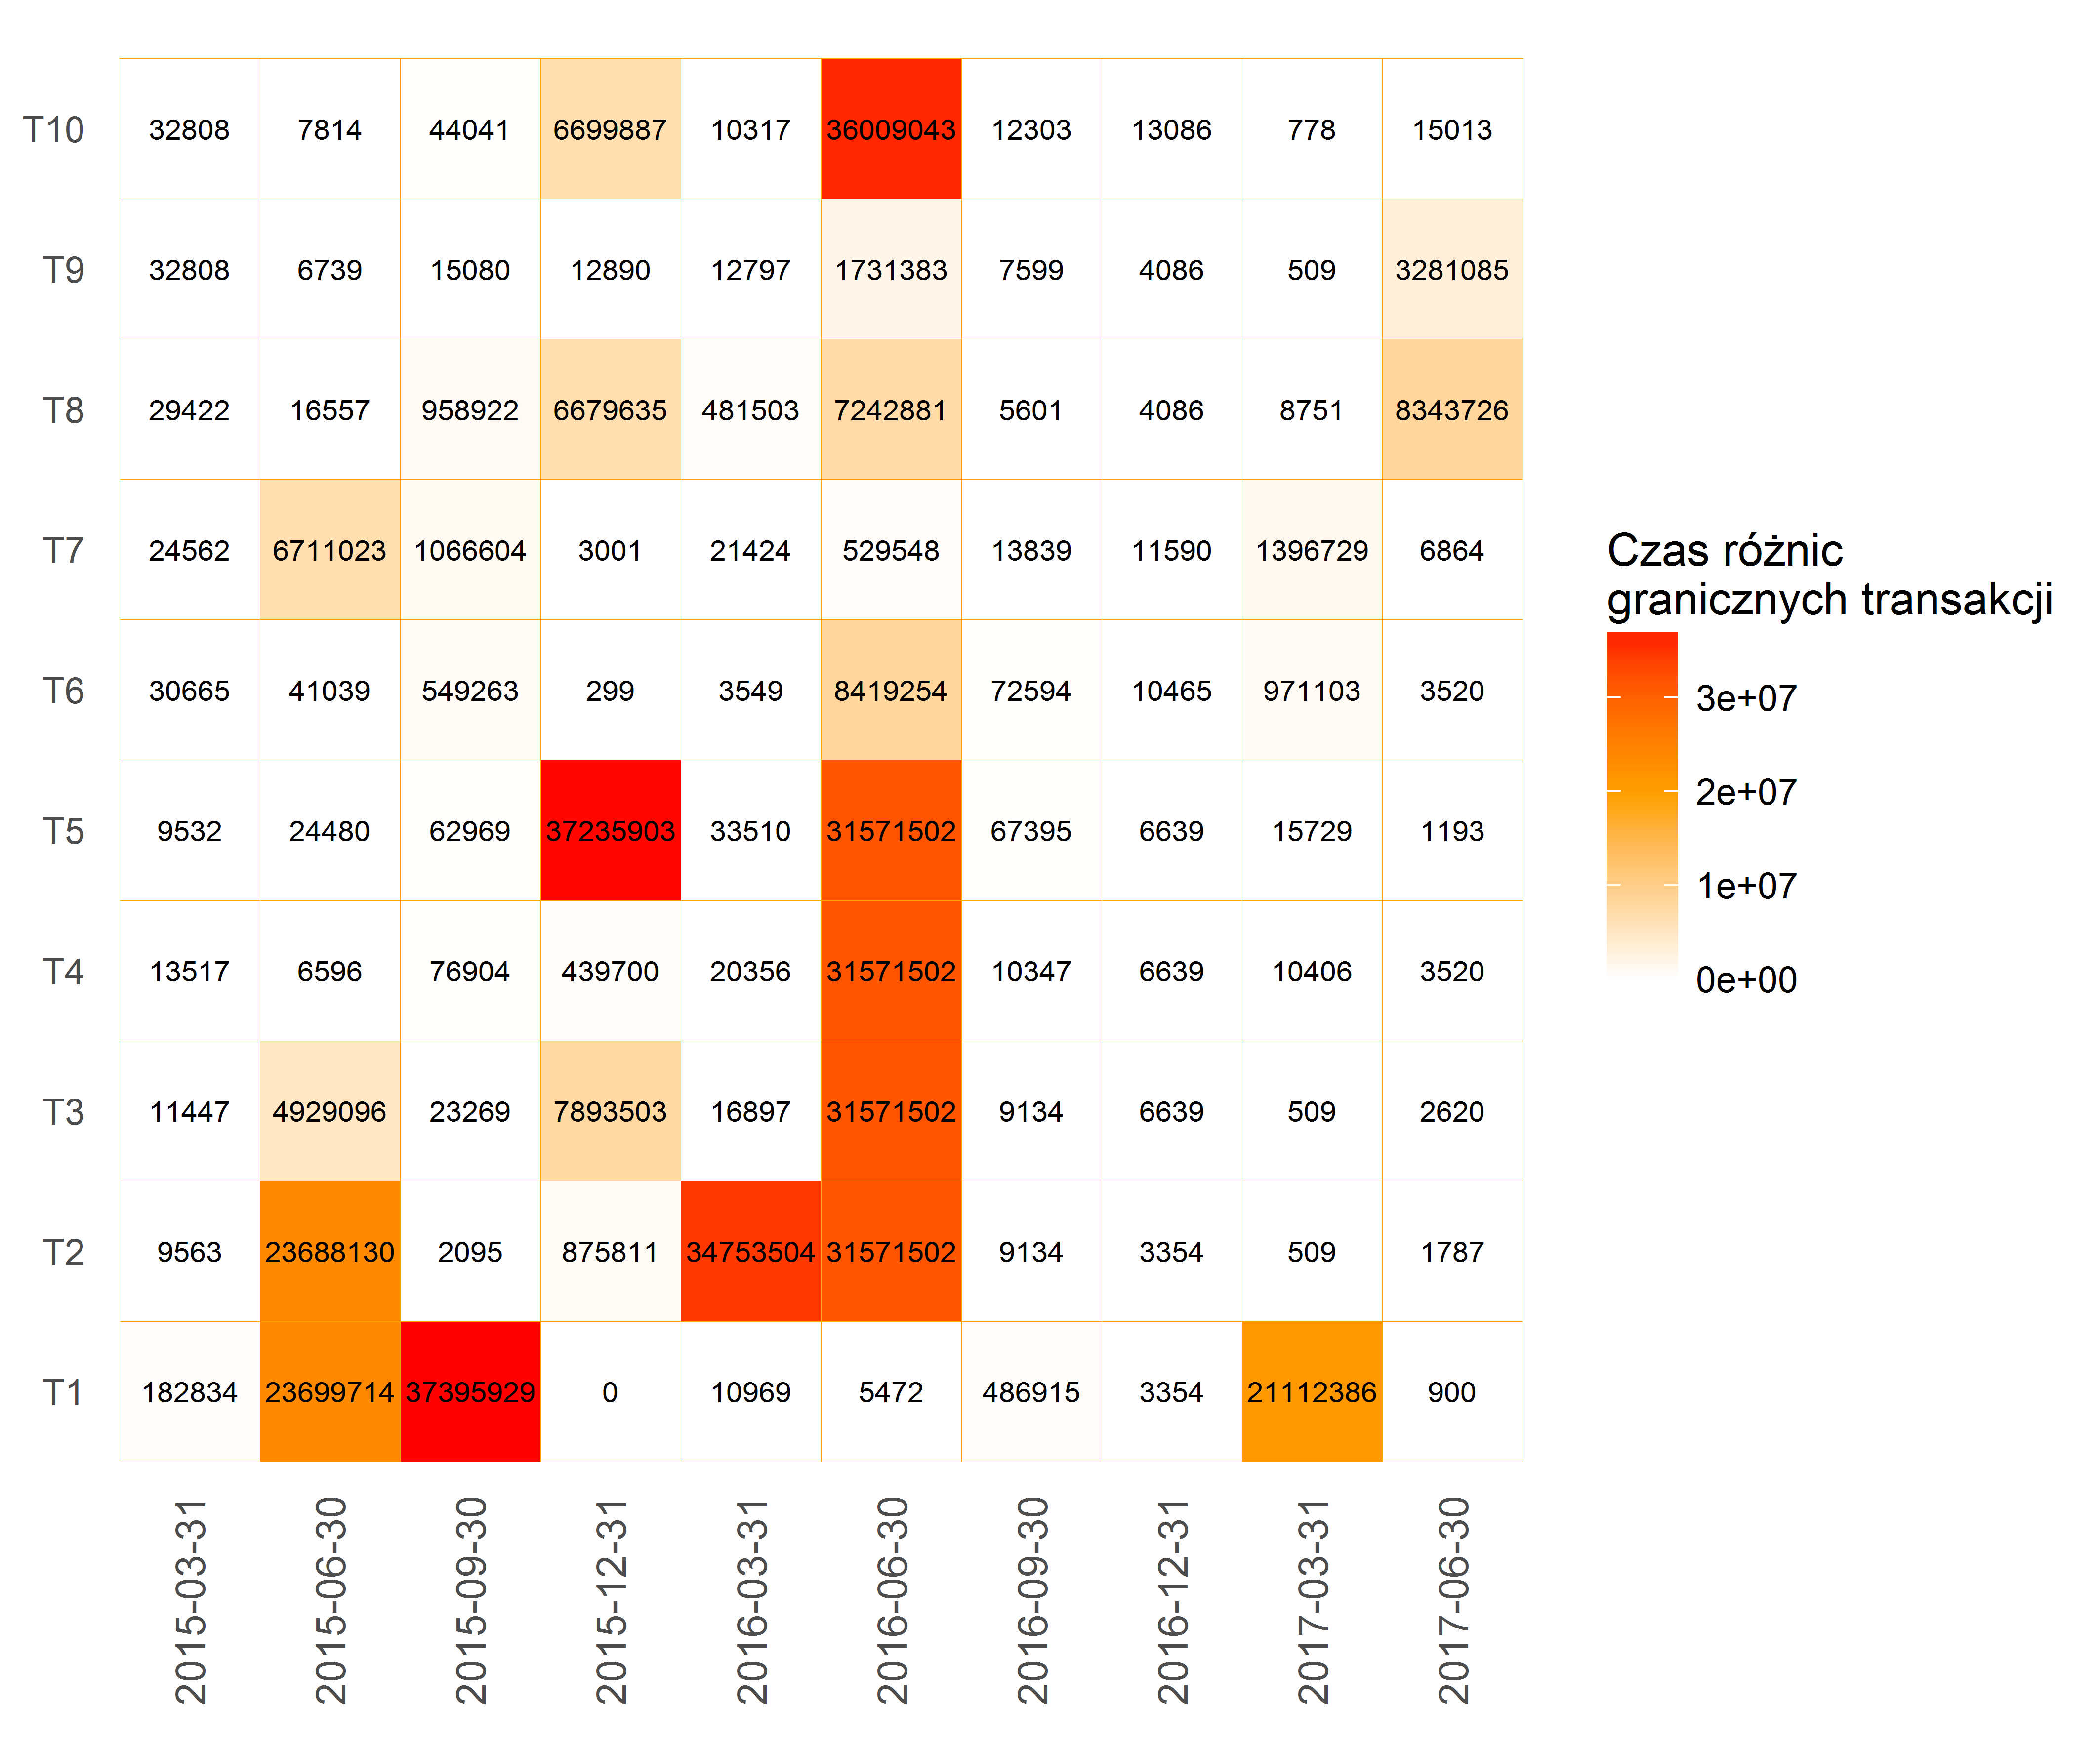 T10 32808 7814 44041 6699887 10317 36009043 12303 13086 778 15013
T9 32808 6739 15080 12890 12797 1731383 7599 4086 509 3281085
T8 29422 16557 958922 6679635 481503 7242881 5601 4086 8751 8343726
T7 24562 6711023 1066604 3001 21424 529548 13839 11590 1396729 6864
T6 30665 41039 549263 299 3549 8419254 72594 10465 971103 3520
T5 9532 24480 62969 37235903 33510 31571502 67395 6639 15729 1193
T4 13517 6596 76904 439700 20356 31571502 10347 6639 10406 3520
T3 11447 4929096 23269 7893503 16897 31571502 9134 6639 509 2620
T2 9563 23688130 2095 875811 34753504 31571502 9134 3354 509 1787
T1 182834 23699714 37395929 0 10969 5472 486915 3354 21112386 900
2015-03-31
2015-06-30
2015-09-30
2015-12-31
2016-03-31
2016-06-30
2016-09-30
2016-12-31
2017-03-31
2017-06-30
Czas różnic
granicznych transakcji
3e+07
2e+07
1e+07
0e+00